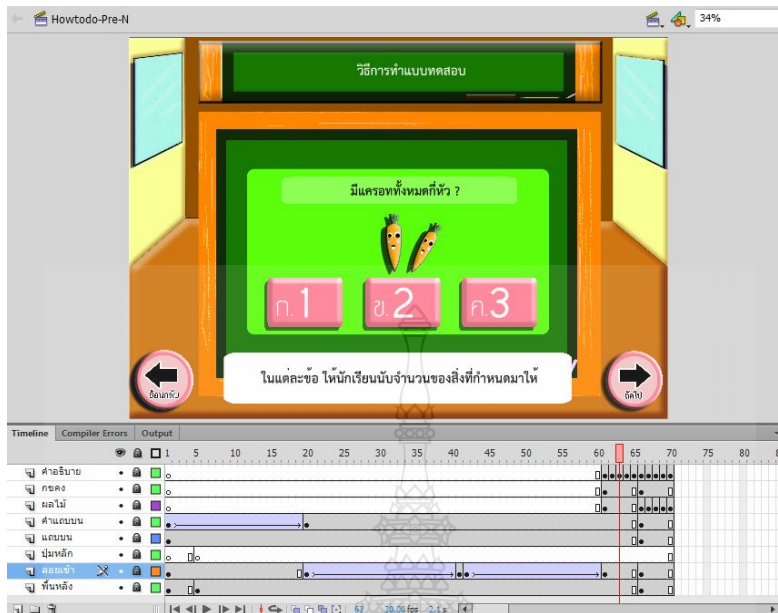 Howtodo-Pre-N
34%
วิธีการทำแบบทดสอบ
มีแครอททั้งหมดกี่หัว ?
ก.1 ข.2 ค.3
ในแต่ละข้อ ให้นักเรียนนับจำนวนของสิ่งที่กำหนดมาให้
ย้อนกลับ
ถัดไป
Timeline Compiler Errors Output
1 5 10 15 20 25 30 35 40 45 50 55 60 65 70 75 80
คำอธิบาย
กขคง
ผลไม้
คำแถบบน
แถบบน
ปุ่มหลัก
ลอยเข้า
พื้นหลัง
63 30.00 fps 2.1 s